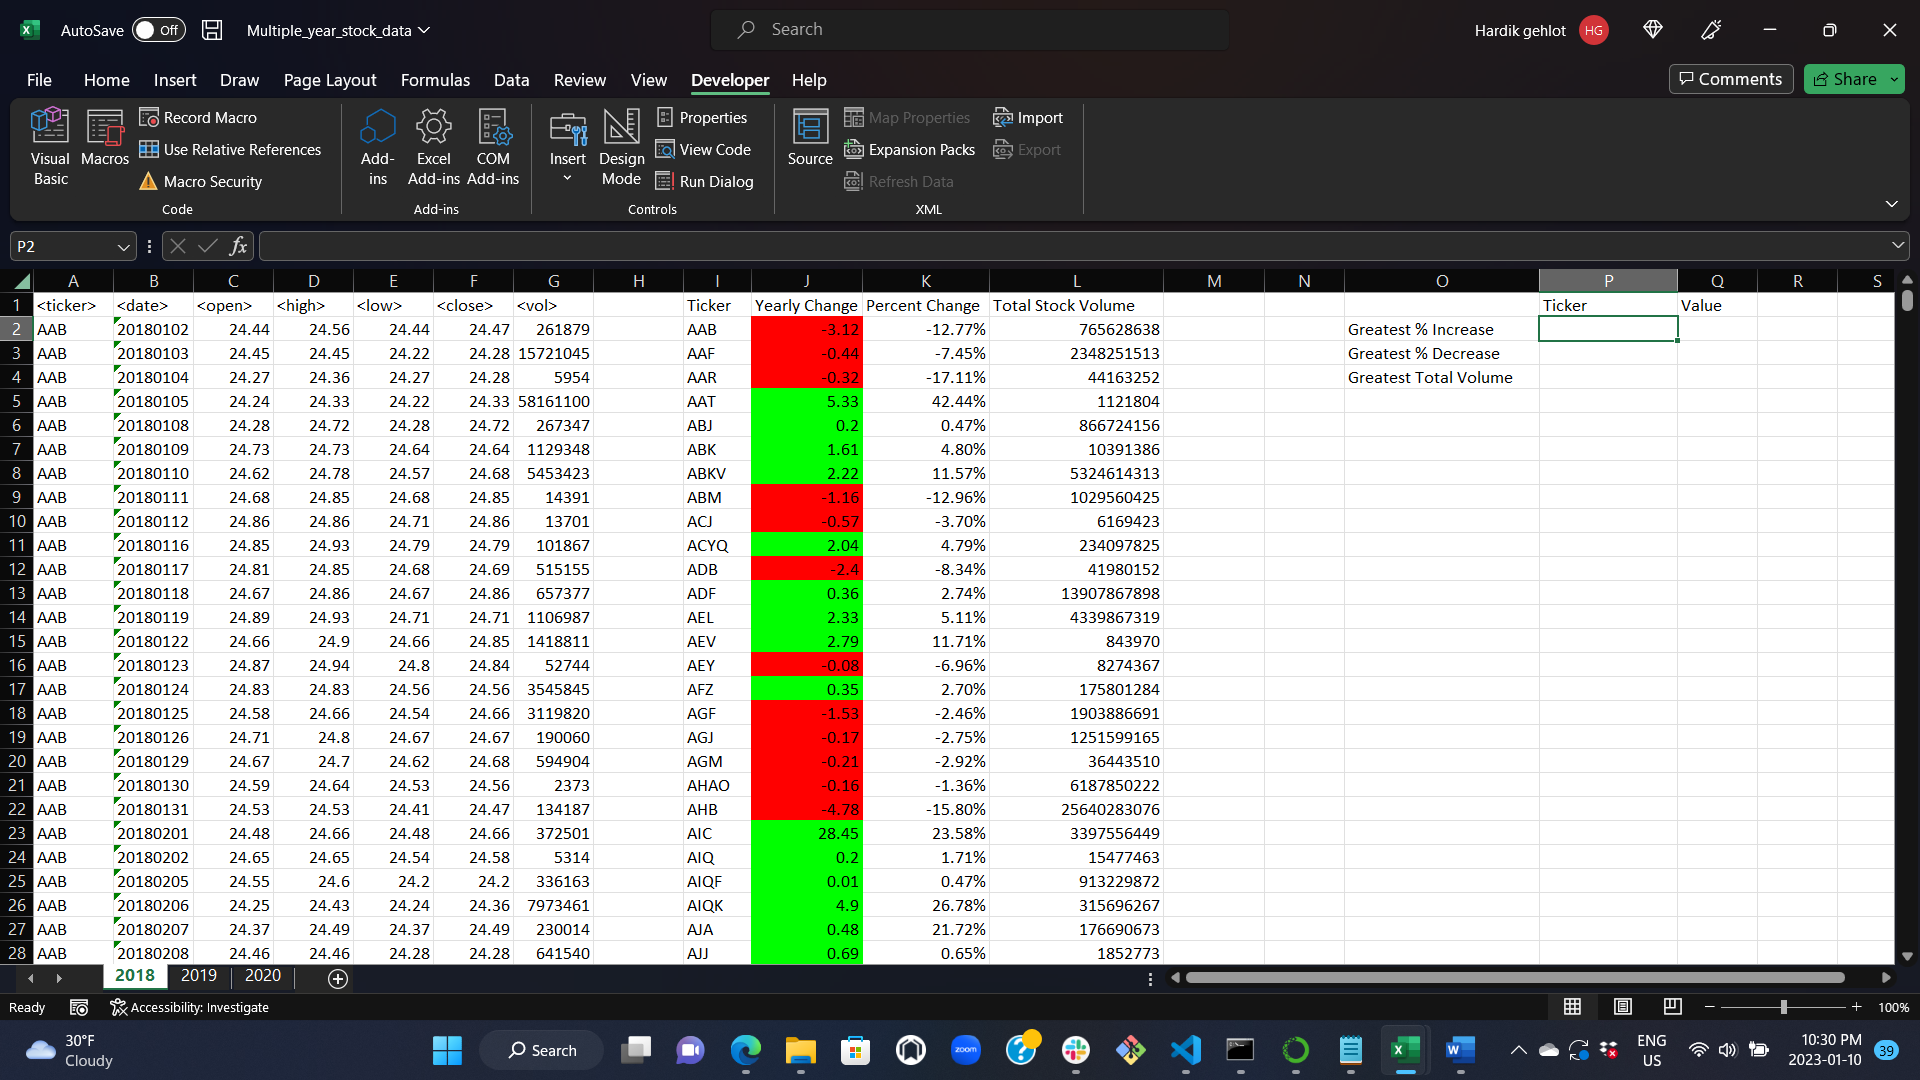 AutoSave Off Multiple_year_stock_data Search Hardik gehlot HG
File Home Insert Draw Page Layout Formulas Data Review View Developer Help Comments Share
Visual Basic
Macros
Record Macro
Use Relative References
Macro Security
Code
Add-ins
Excel Add-ins
COM Add-ins
Add-ins
Insert
Design Mode
Properties
View Code
Run Dialog
Controls
Source
Map Properties
Expansion Packs
Refresh Data
Import
Export
XML
P2 fx
A B C D E F G H I J K L M N O P Q R S
1 <ticker> <date> <open> <high> <low> <close> <vol> Ticker Yearly Change Percent Change Total Stock Volume Ticker Value
2 AAB 20180102 24.44 24.56 24.44 24.47 261879 AAB -3.12 -12.77% 765628638 Greatest % Increase
3 AAB 20180103 24.45 24.45 24.22 24.28 15721045 AAF -0.44 -7.45% 2348251513 Greatest % Decrease
4 AAB 20180104 24.27 24.36 24.27 24.28 5954 AAR -0.32 -17.11% 44163252 Greatest Total Volume
5 AAB 20180105 24.24 24.33 24.22 24.33 58161100 AAT 5.33 42.44% 1121804
6 AAB 20180108 24.28 24.72 24.28 24.72 267347 ABJ 0.2 0.47% 866724156
7 AAB 20180109 24.73 24.73 24.64 24.64 1129348 ABK 1.61 4.80% 10391386
8 AAB 20180110 24.62 24.78 24.57 24.68 5453423 ABKV 2.22 11.57% 5324614313
9 AAB 20180111 24.68 24.85 24.68 24.85 14391 ABM -1.16 -12.96% 1029560425
10 AAB 20180112 24.86 24.86 24.71 24.86 13701 ACJ -0.57 -3.70% 6169423
11 AAB 20180116 24.85 24.93 24.79 24.79 101867 ACYQ 2.04 4.79% 234097825
12 AAB 20180117 24.81 24.85 24.68 24.69 515155 ADB -2.4 -8.34% 41980152
13 AAB 20180118 24.67 24.86 24.67 24.86 657377 ADF 0.36 2.74% 13907867898
14 AAB 20180119 24.89 24.93 24.71 24.71 1106987 AEL 2.33 5.11% 4339867319
15 AAB 20180122 24.66 24.9 24.66 24.85 1418811 AEV 2.79 11.71% 843970
16 AAB 20180123 24.87 24.94 24.8 24.84 52744 AEY -0.08 -6.96% 8274367
17 AAB 20180124 24.83 24.83 24.56 24.56 3545845 AFZ 0.35 2.70% 175801284
18 AAB 20180125 24.58 24.66 24.54 24.66 3119820 AGF -1.53 -2.46% 1903886691
19 AAB 20180126 24.71 24.8 24.67 24.67 190060 AGJ -0.17 -2.75% 1251599165
20 AAB 20180129 24.67 24.7 24.62 24.68 594904 AGM -0.21 -2.92% 36443510
21 AAB 20180130 24.59 24.64 24.53 24.56 2373 AHAO -0.16 -1.36% 6187850222
22 AAB 20180131 24.53 24.53 24.41 24.47 134187 AHB -4.78 -15.80% 25640283076
23 AAB 20180201 24.48 24.66 24.48 24.66 372501 AIC 28.45 23.58% 3397556449
24 AAB 20180202 24.65 24.65 24.54 24.58 5314 AIQ 0.2 1.71% 15477463
25 AAB 20180205 24.55 24.6 24.2 24.2 336163 AIQF 0.01 0.47% 913229872
26 AAB 20180206 24.25 24.43 24.24 24.36 7973461 AIQK 4.9 26.78% 315696267
27 AAB 20180207 24.37 24.49 24.37 24.49 230014 AJA 0.48 21.72% 176690673
28 AAB 20180208 24.46 24.46 24.28 24.28 641540 AJJ 0.69 0.65% 1852773
2018 2019 2020
Ready Accessibility: Investigate 100%
30°F
Cloudy
Search
zoom
ENG
US
10:30 PM
2023-01-10
39